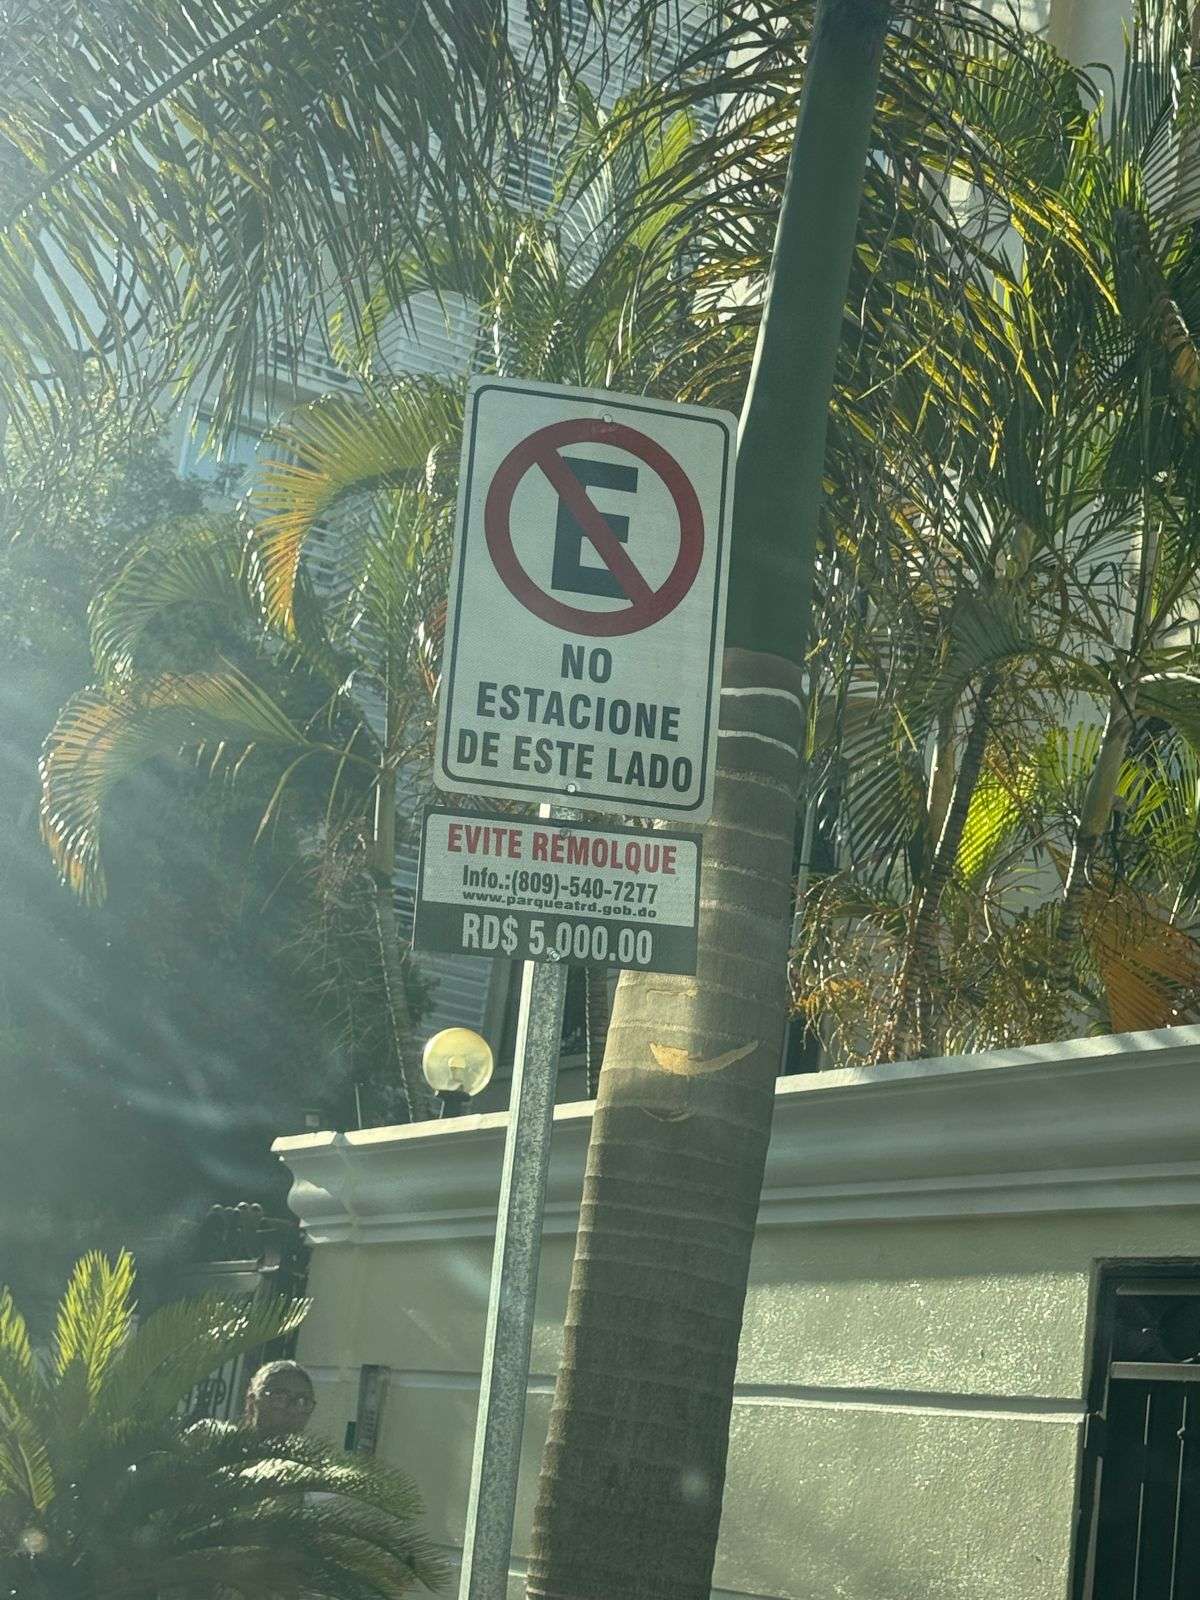 E
NO
ESTACIONE
DE ESTE LADO
EVITE REMOLQUE
Info.:(809)-540-7277
www.parqueatrd.gob.do
RD$ 5,000.00